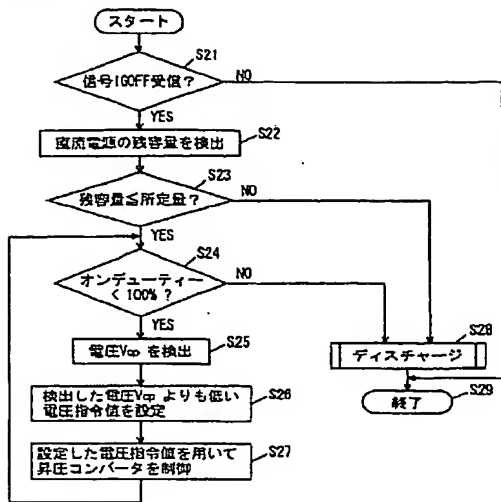 スタート
S21
信号IGOFF受信?
NO
YES
S22
直流電源の残容量を検出
S23
残容量≦所定量?
NO
YES
S24
オンデューティー
< 100% ?
NO
YES
S25
電圧Vcp を検出
S28
ディスチャージ
S26
検出した電圧Vcp よりも低い
電圧指令値を設定
S29
終了
S27
設定した電圧指令値を用いて
昇圧コンバータを制御